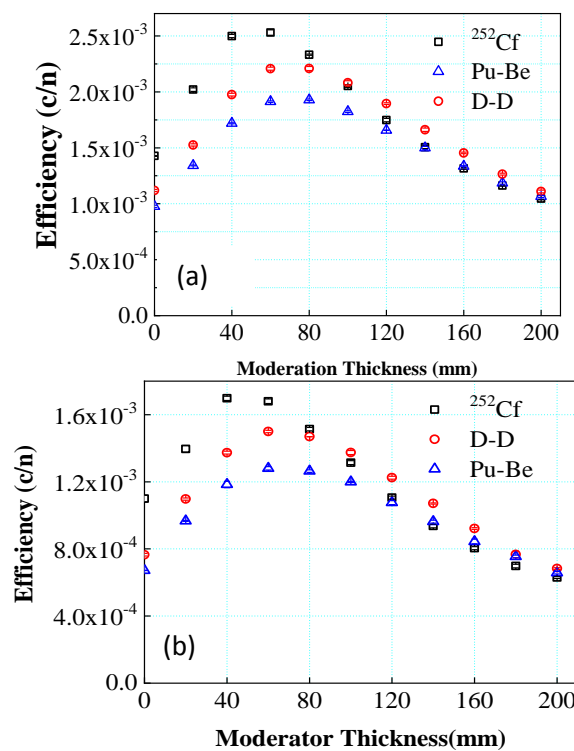 2.5x10⁻³
2.0x10⁻³
1.5x10⁻³
1.0x10⁻³
5.0x10⁻⁴
0.0
Efficiency (c/n)
²⁵²Cf
Pu-Be
D-D
(a)
0 40 80 120 160 200
Moderation Thickness (mm)
1.6x10⁻³
1.2x10⁻³
8.0x10⁻⁴
4.0x10⁻⁴
0.0
Efficiency (c/n)
²⁵²Cf
D-D
Pu-Be
(b)
0 40 80 120 160 200
Moderator Thickness(mm)